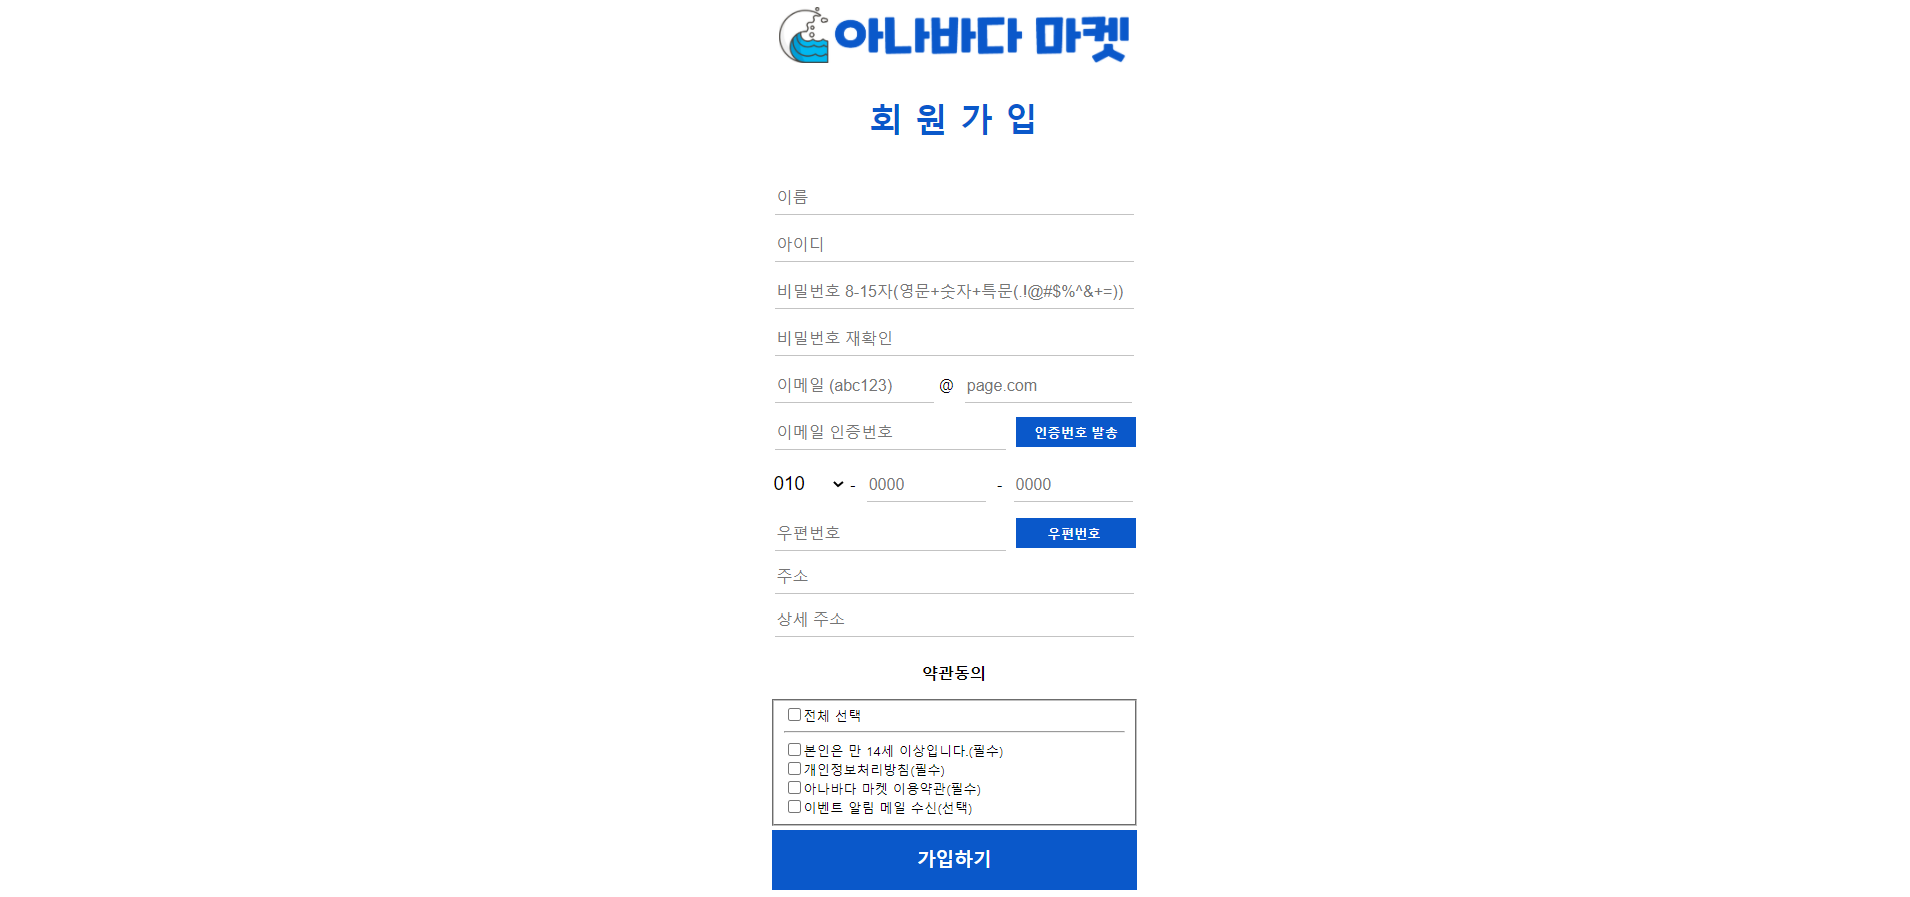 아나바다 마켓
회 원 가 입
이름
아이디
비밀번호 8-15자(영문+숫자+특문(.!@#$%^&+=))
비밀번호 재확인
이메일 (abc123) @ page.com
이메일 인증번호 인증번호 발송
010 - 0000 - 0000
우편번호 우편번호
주소
상세 주소
약관동의
전체 선택
본인은 만 14세 이상입니다.(필수)
개인정보처리방침(필수)
아나바다 마켓 이용약관(필수)
이벤트 알림 메일 수신(선택)
가입하기